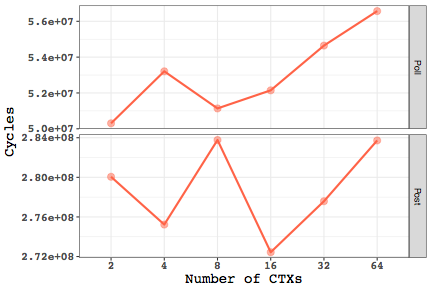 5.6e+07
5.4e+07
5.2e+07
5.0e+07
Poll
Cycles
2.84e+08
2.80e+08
2.76e+08
2.72e+08
Post
2 4 8 16 32 64
Number of CTXs